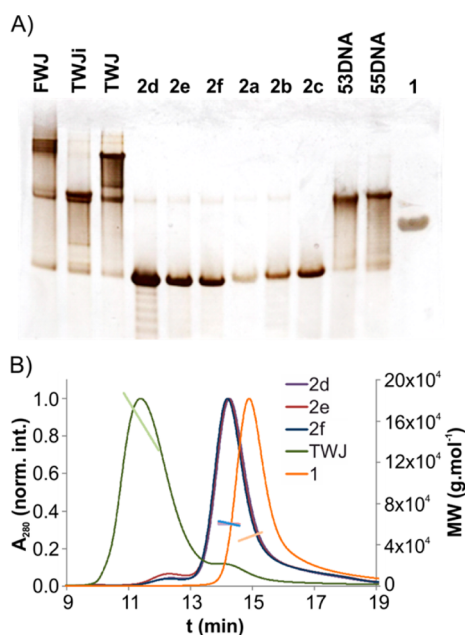 A)
FWJ TWJi TWJ 2d 2e 2f 2a 2b 2c 53DNA 55DNA 1
B)
A₂₈₀ (norm. int.)
1.0
0.8
0.6
0.4
0.2
0.0
2d
2e
2f
TWJ
1
20x10⁴
16x10⁴
12x10⁴
8x10⁴
4x10⁴
0
MW (g.mol⁻¹)
9 11 13 15 17 19
t (min)